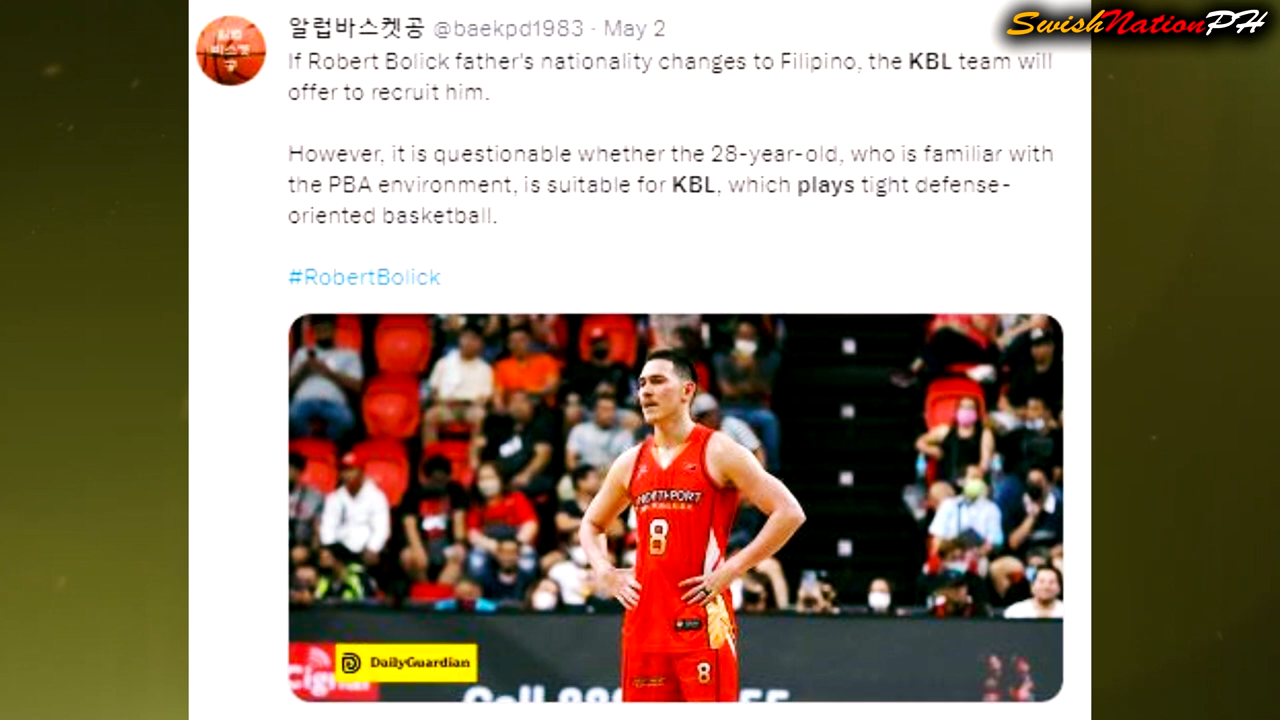 알럽바스켓공 @baekpd1983 · May 2
SwishNationPH
If Robert Bolick father's nationality changes to Filipino, the KBL team will
offer to recruit him.
However, it is questionable whether the 28-year-old, who is familiar with
the PBA environment, is suitable for KBL, which plays tight defense-
oriented basketball.
#RobertBolick
NORTHPORT
8
8
DailyGuardian
Cignal